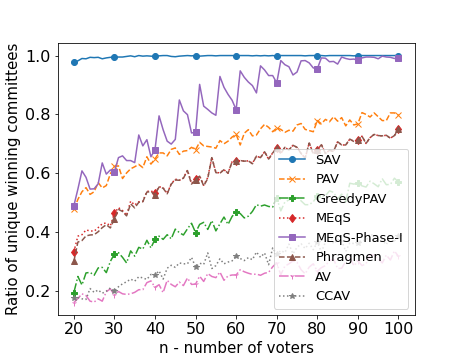 Ratio of unique winning committees
1.0
0.8
0.6
0.4
0.2
20 30 40 50 60 70 80 90 100
n - number of voters
SAV
PAV
GreedyPAV
MEqS
MEqS-Phase-I
Phragmen
AV
CCAV